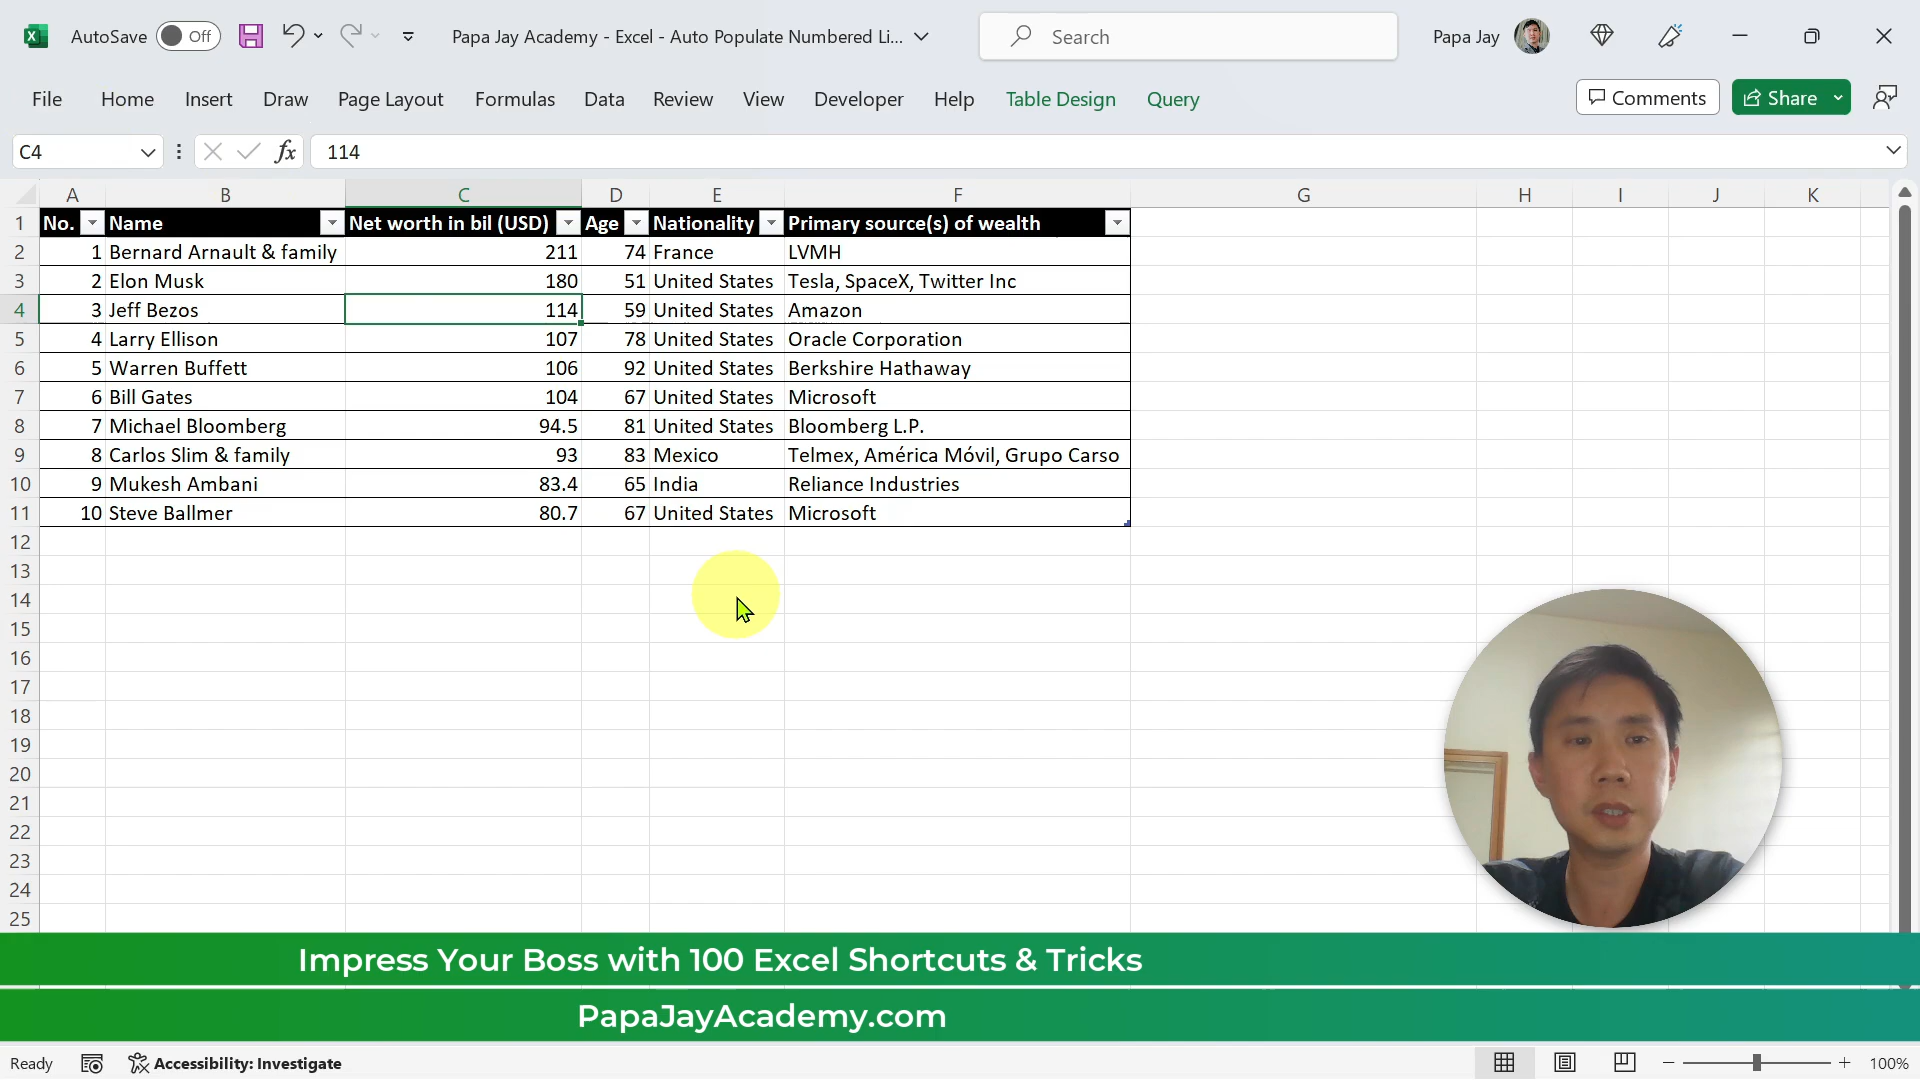 AutoSave Off Papa Jay Academy - Excel - Auto Populate Numbered Li... Search Papa Jay
File Home Insert Draw Page Layout Formulas Data Review View Developer Help Table Design Query Comments Share
C4 fx 114
A B C D E F G H I J K
1 No. Name Net worth in bil (USD) Age Nationality Primary source(s) of wealth
2 1 Bernard Arnault & family 211 74 France LVMH
3 2 Elon Musk 180 51 United States Tesla, SpaceX, Twitter Inc
4 3 Jeff Bezos 114 59 United States Amazon
5 4 Larry Ellison 107 78 United States Oracle Corporation
6 5 Warren Buffett 106 92 United States Berkshire Hathaway
7 6 Bill Gates 104 67 United States Microsoft
8 7 Michael Bloomberg 94.5 81 United States Bloomberg L.P.
9 8 Carlos Slim & family 93 83 Mexico Telmex, América Móvil, Grupo Carso
10 9 Mukesh Ambani 83.4 65 India Reliance Industries
11 10 Steve Ballmer 80.7 67 United States Microsoft
12
13
14
15
16
17
18
19
20
21
22
23
24
25
Impress Your Boss with 100 Excel Shortcuts & Tricks
PapaJayAcademy.com
Ready Accessibility: Investigate 100%